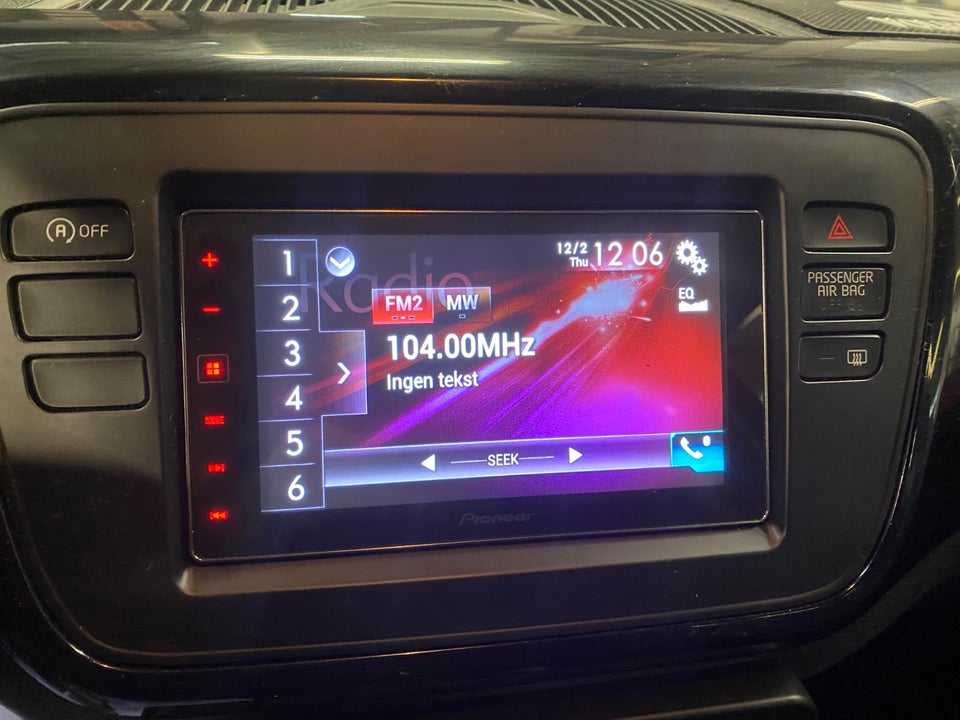 OFF
A
1
2
3
4
5
6
Radio
12/2
Thu
12 06
FM2
MW
EQ
104.00MHz
Ingen tekst
SEEK
MODE
Pioneer
PASSENGER
AIR BAG